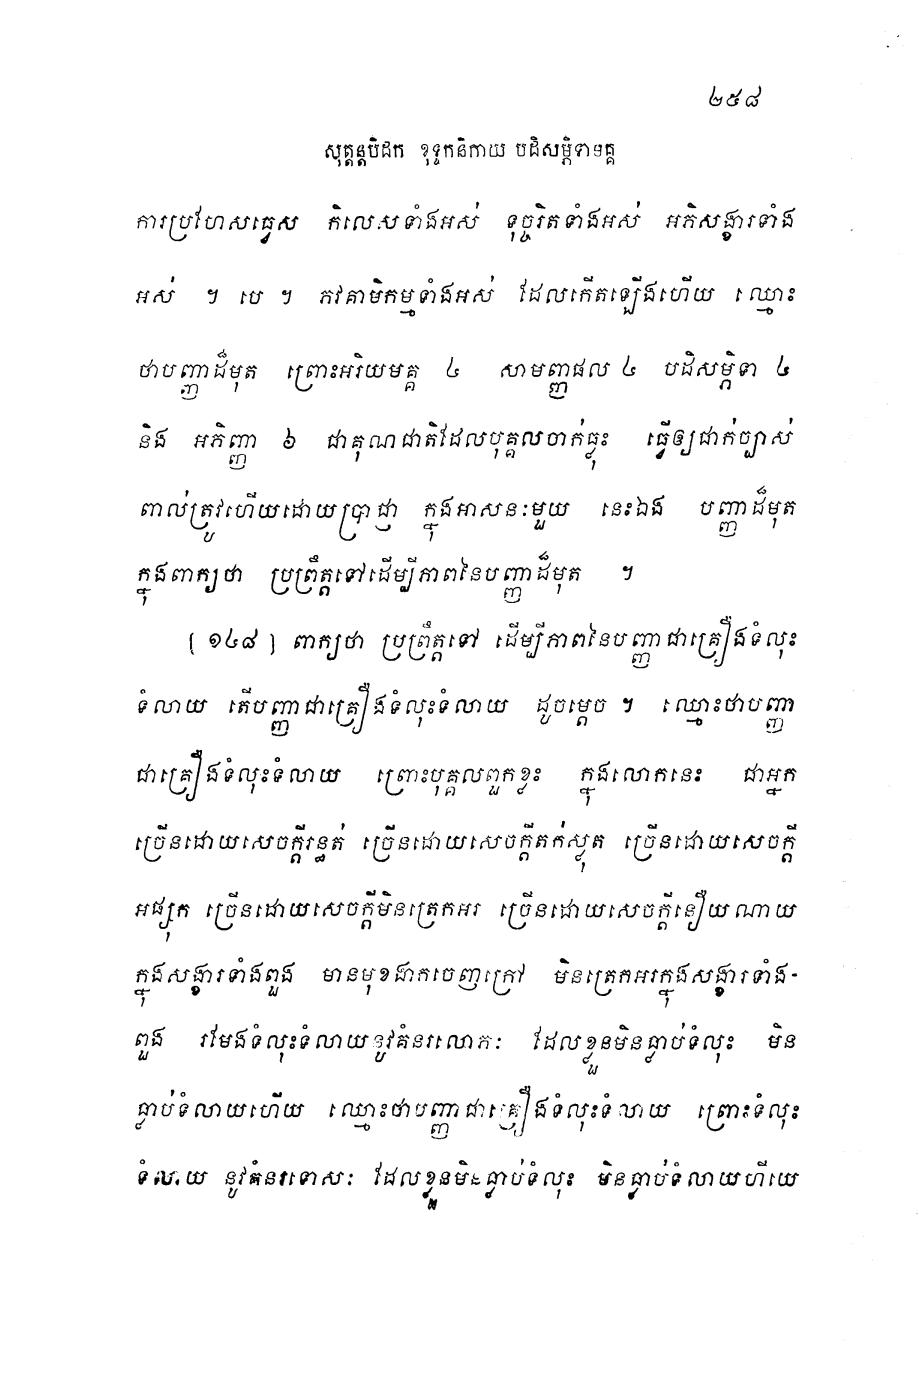 ២៥៨
សុត្តន្តបិដក ខុទ្ទកនិកាយ បដិសម្ភិទាមគ្គ
ការប្រហែសធ្វេស កិលេសទាំងអស់ ទុច្ចរិតទាំងអស់ អភិសង្ខារទាំង
អស់ ។ បេ ។ ភវគាមិកម្មទាំងអស់ ដែលកើតឡើងហើយ ឈ្មោះ
ថាបញ្ញាដ៏មុត ព្រោះអរិយមគ្គ ៤ សាមញ្ញផល ៤ បដិសម្ភិទា ៤
និង អភិញ្ញា ៦ ជាគុណជាតិដែលបុគ្គលចាក់ធ្លុះ ធ្វើឲ្យជាក់ច្បាស់
ពាល់ត្រូវហើយដោយប្រាជ្ញា ក្នុងអាសនៈមួយ នេះឯង បញ្ញាដ៏មុត
ក្នុងពាក្យថា ប្រព្រឹត្តទៅដើម្បីភាពនៃបញ្ញាដ៏មុត ។
[ ១៤៨ ] ពាក្យថា ប្រព្រឹត្តទៅ ដើម្បីភាពនៃបញ្ញាជាគ្រឿងទំលុះ
ទំលាយ តើបញ្ញាជាគ្រឿងទំលុះទំលាយ ដូចម្តេច ។ ឈ្មោះថាបញ្ញា
ជាគ្រឿងទំលុះទំលាយ ព្រោះបុគ្គលពួកខ្លះ ក្នុងលោកនេះ ជាអ្នក
ច្រើនដោយសេចក្តីរន្ធត់ ច្រើនដោយសេចក្តីតក់ស្លុត ច្រើនដោយសេចក្តី
អផ្សុក ច្រើនដោយសេចក្តីមិនត្រេកអរ ច្រើនដោយសេចក្តីនឿយណាយ
ក្នុងសង្ខារទាំងពួង មានមុខងាកចេញក្រៅ មិនត្រេកអរក្នុងសង្ខារទាំង-
ពួង រមែងទំលុះទំលាយនូវគំនរលោភៈ ដែលខ្លួនមិនធ្លាប់ទំលុះ មិន
ធ្លាប់ទំលាយហើយ ឈ្មោះថាបញ្ញាជាគ្រឿងទំលុះទំលាយ ព្រោះទំលុះ
ទំលាយ នូវគំនរទោសៈ ដែលខ្លួនមិនធ្លាប់ទំលុះ មិនធ្លាប់ទំលាយហើយ